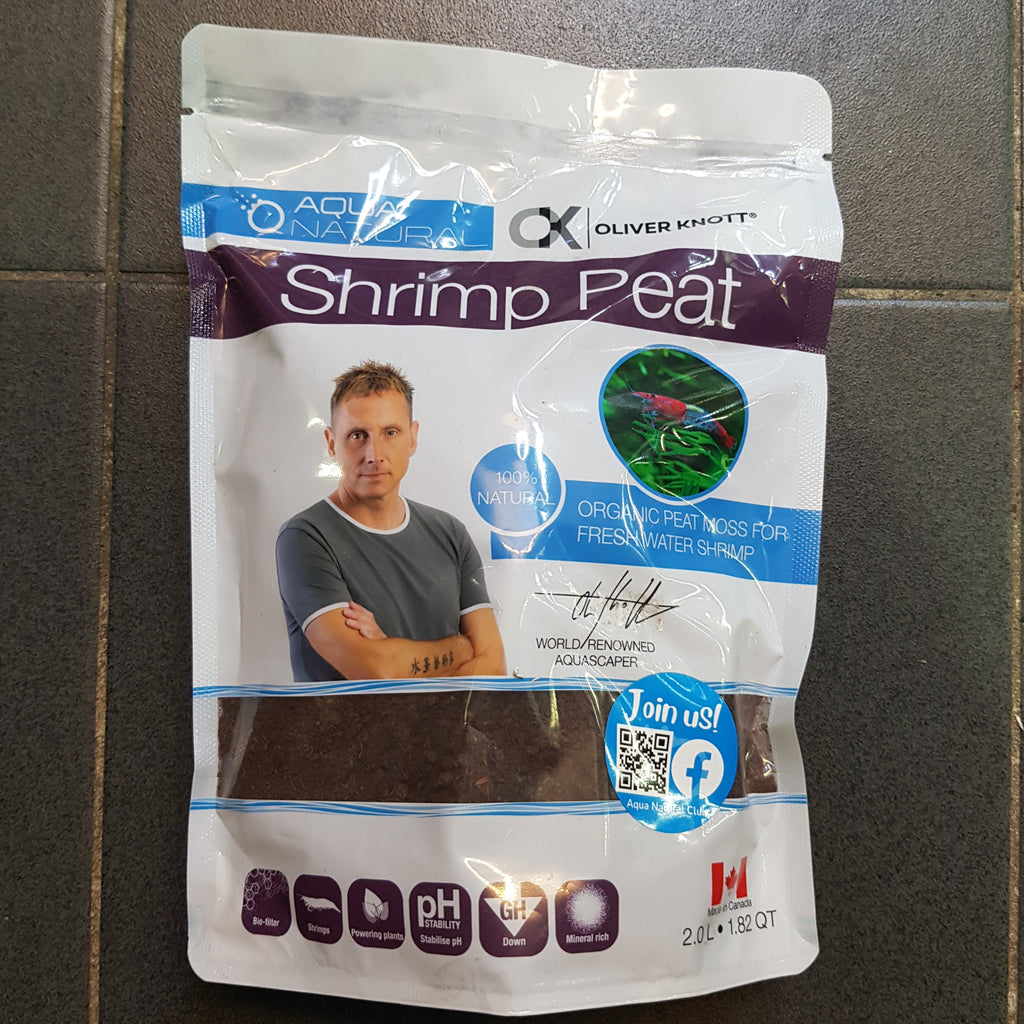 AQUA
NATURAL
OK
OLIVER KNOTT®
Shrimp Peat
100%
NATURAL
ORGANIC PEAT MOSS FOR
FRESH WATER SHRIMP
WORLD RENOWNED
AQUASCAPER
Join us!
f
Aqua Natural Club
Bio-filter
Shrimps
Powering plants
pH
STABILITY
Stabilise pH
GH
Down
Mineral rich
Made in Canada
2.0 L • 1.82 QT